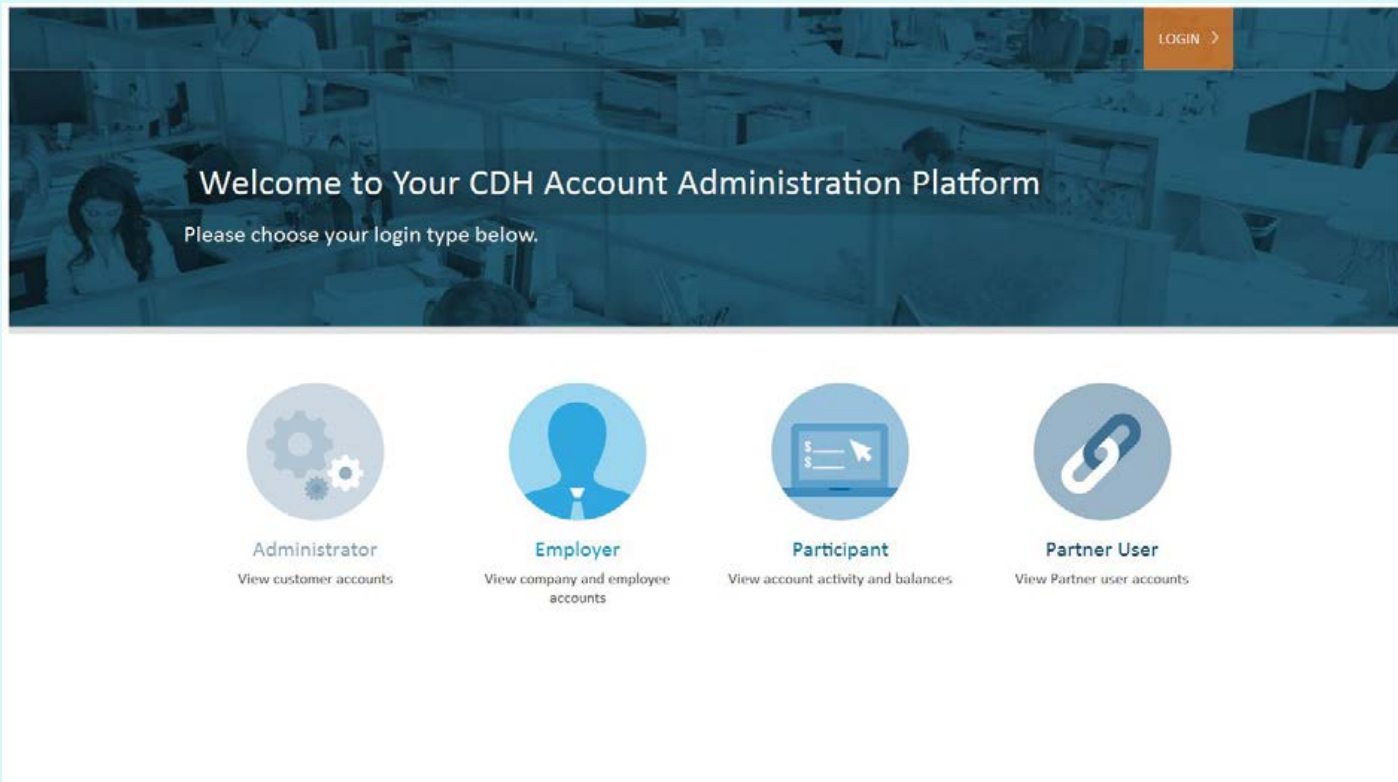 LOGIN >
Welcome to Your CDH Account Administration Platform
Please choose your login type below.
$
$
Administrator
View customer accounts
Employer
View company and employee
accounts
Participant
View account activity and balances
Partner User
View Partner user accounts